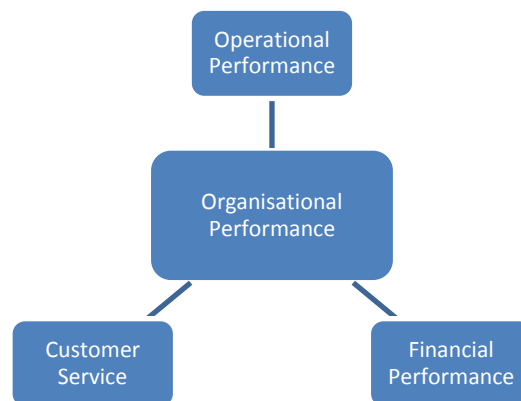 Operational
Performance
Organisational
Performance
Customer
Service
Financial
Performance